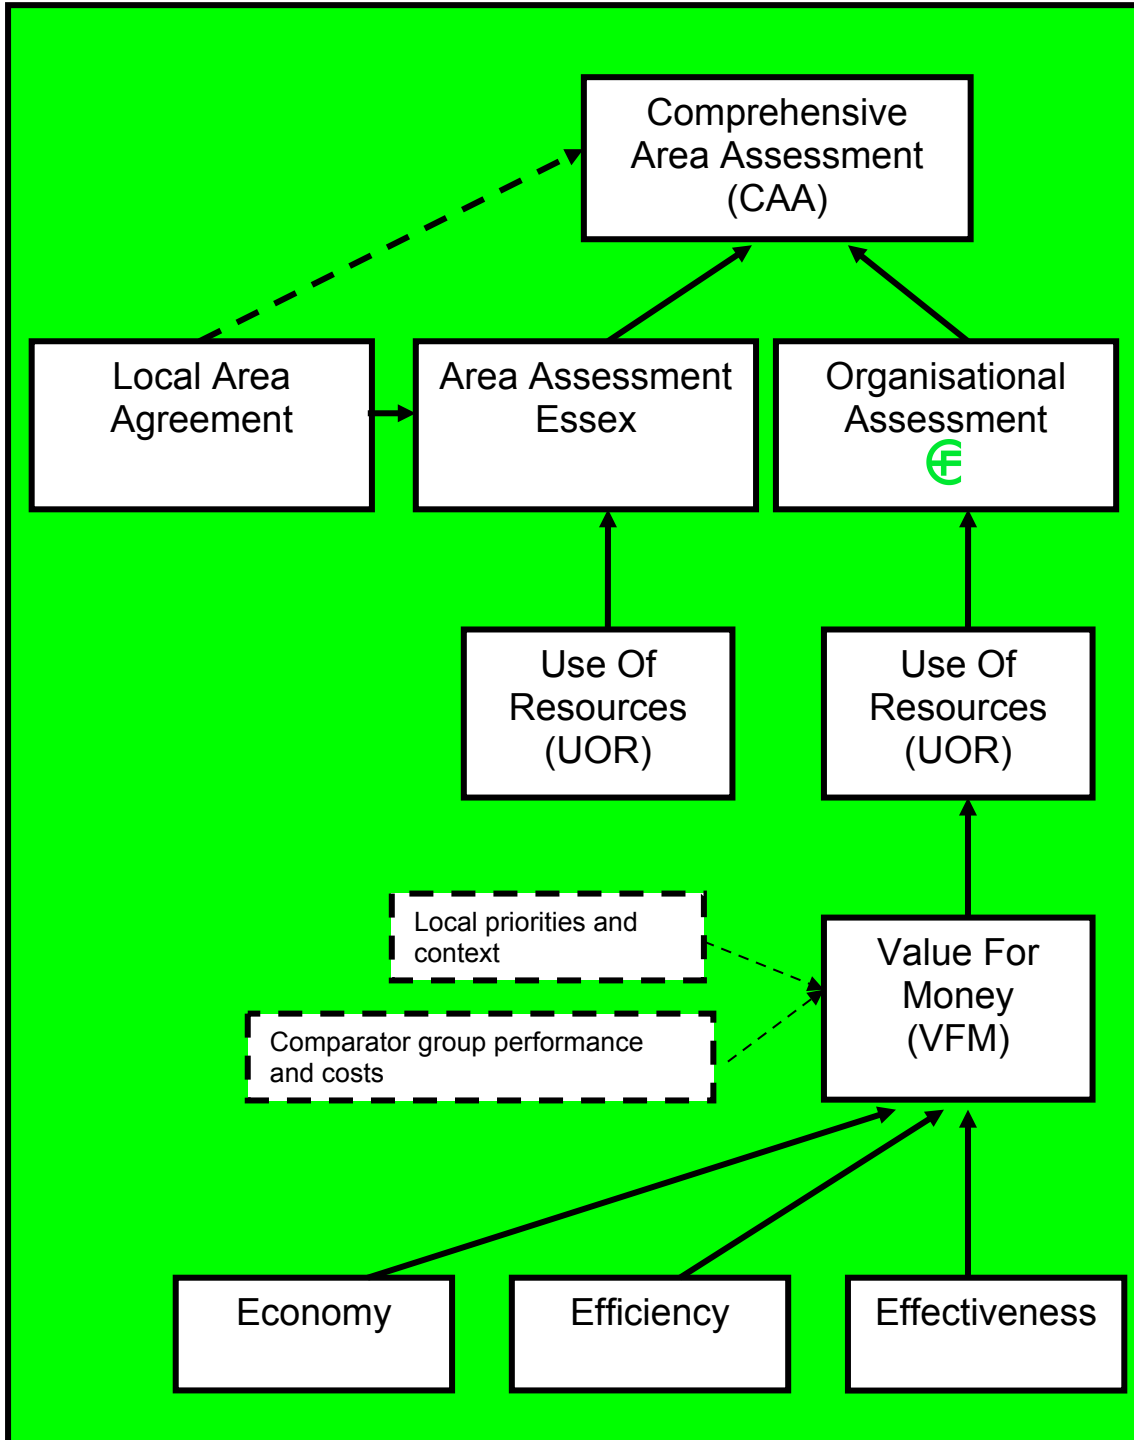 Comprehensive
Area Assessment
(CAA)
Local Area
Agreement
Area Assessment
Essex
Organisational
Assessment
Use Of
Resources
(UOR)
Use Of
Resources
(UOR)
Local priorities and
context
Value For
Money
(VFM)
Comparator group performance
and costs
Economy
Efficiency
Effectiveness